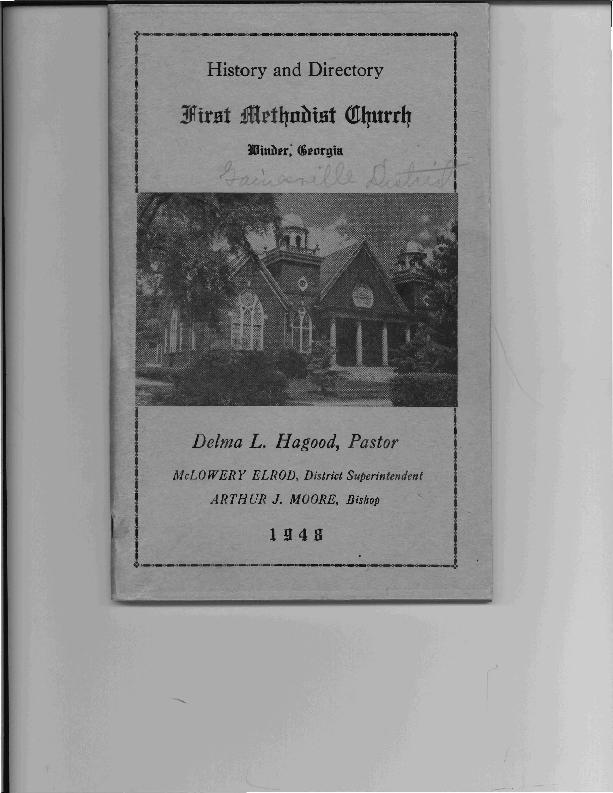 History and Directory
First Methodist Church
Winder, Georgia
Gainesville District
Delma L. Hagood, Pastor
McLOWERY ELROD, District Superintendent
ARTHUR J. MOORE, Bishop
1948